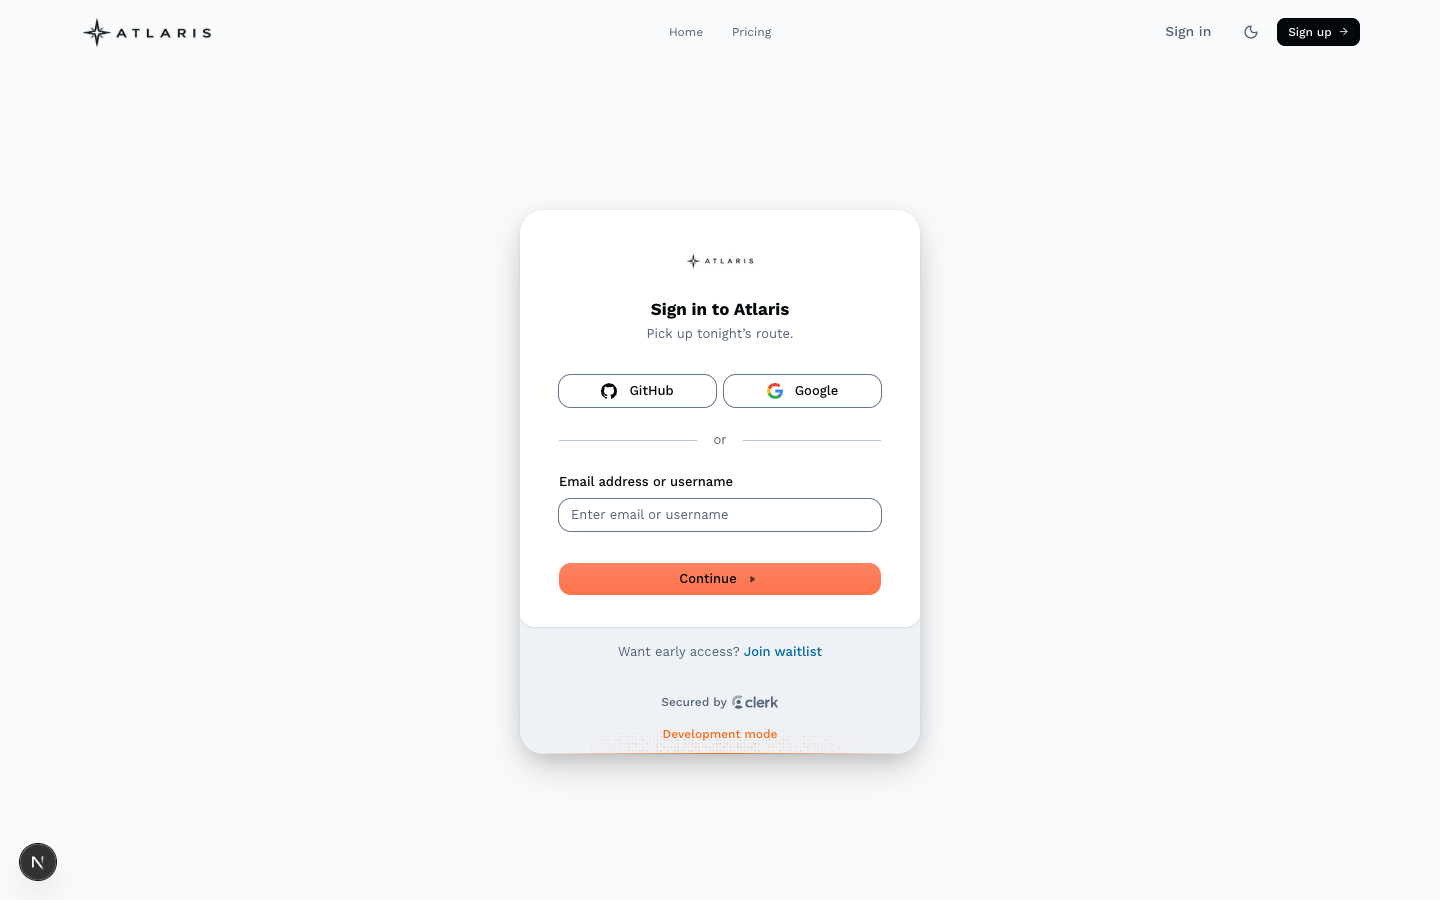 ATLARIS
Home
Pricing
Sign in
Sign up →
ATLARIS
Sign in to Atlaris
Pick up tonight’s route.
GitHub
Google
or
Email address or username
Enter email or username
Continue
Want early access? Join waitlist
Secured by clerk
Development mode
N